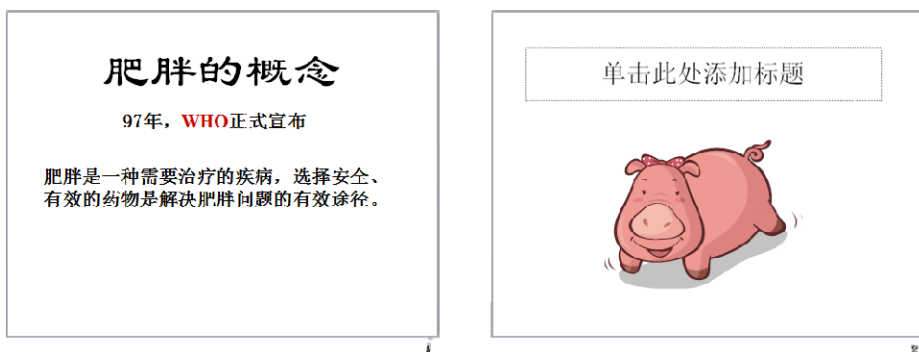 肥胖的概念
97年，WHO正式宣布
肥胖是一种需要治疗的疾病，选择安全、
有效的药物是解决肥胖问题的有效途径。
单击此处添加标题